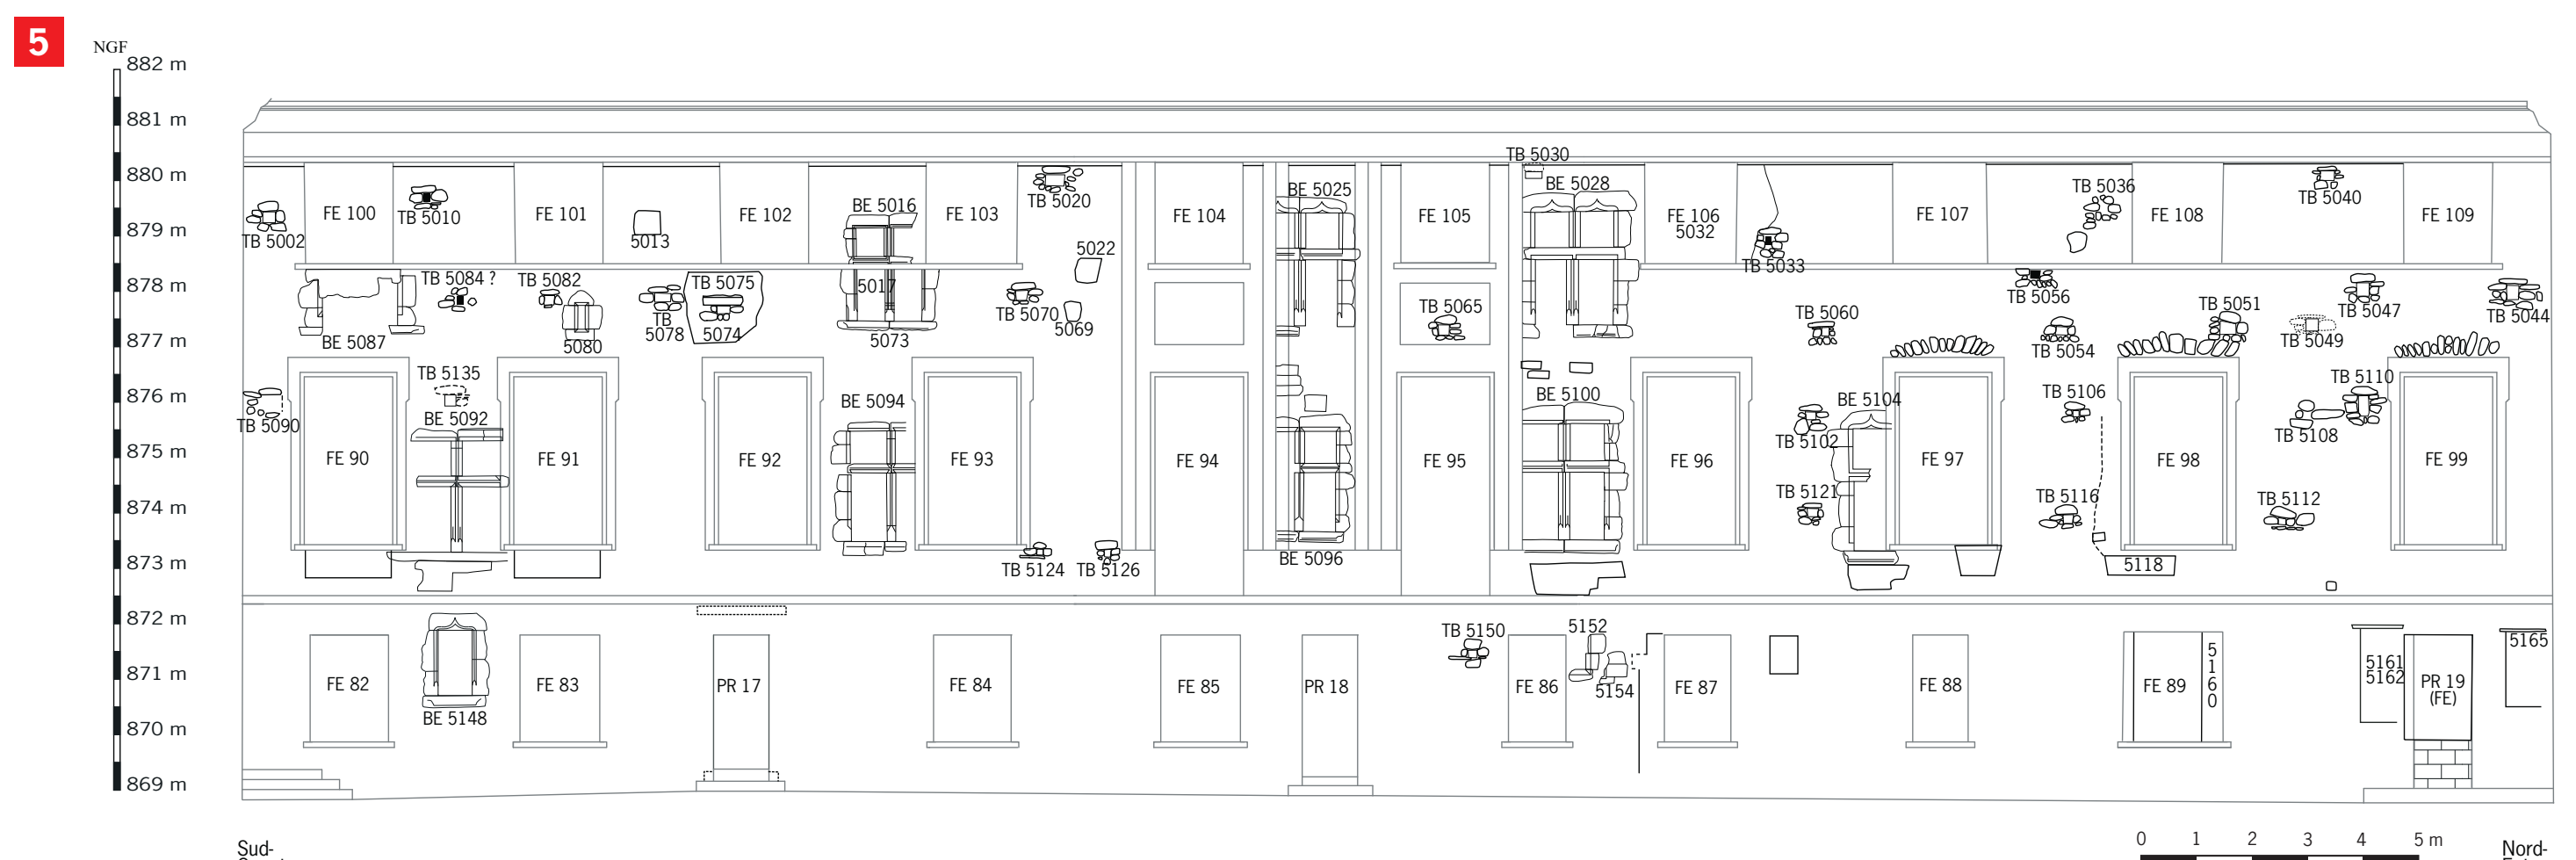 5
NGF
882 m
881 m
880 m
879 m
878 m
877 m
876 m
875 m
874 m
873 m
872 m
871 m
870 m
869 m
TB 5030
TB 5002
FE 100
TB 5010
FE 101
5013
FE 102
BE 5016
FE 103
TB 5020
5022
FE 104
BE 5025
FE 105
BE 5028
FE 106
5032
TB 5033
FE 107
TB 5036
FE 108
TB 5040
FE 109
BE 5087
TB 5084 ?
TB 5082
5080
TB
5078
TB 5075
5074
5017
5073
TB 5070
5069
TB 5065
TB 5060
TB 5056
TB 5054
TB 5051
TB 5049
TB 5047
TB 5044
TB 5090
FE 90
TB 5135
BE 5092
FE 91
FE 92
BE 5094
FE 93
TB 5124
TB 5126
FE 94
BE 5096
FE 95
BE 5100
FE 96
TB 5102
TB 5121
BE 5104
FE 97
TB 5106
TB 5116
5118
FE 98
TB 5108
TB 5110
TB 5112
FE 99
FE 82
BE 5148
FE 83
PR 17
FE 84
FE 85
PR 18
TB 5150
FE 86
5152
5154
FE 87
FE 88
FE 89
5160
5161
5162
PR 19
(FE)
5165
Sud-
0 1 2 3 4 5 m
Nord-